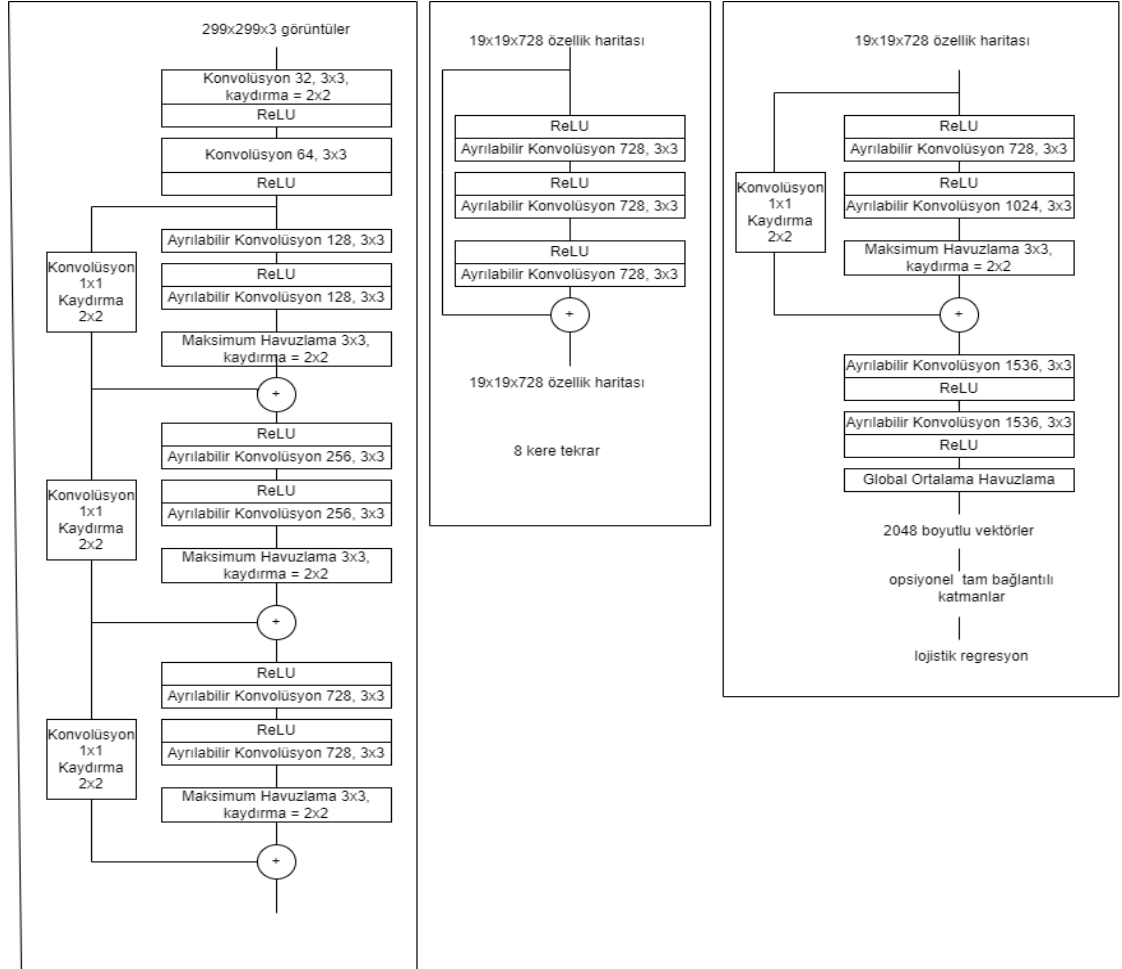 299x299x3 görüntüler
Konvolüsyon 32, 3x3,
kaydırma = 2x2
ReLU
Konvolüsyon 64, 3x3
ReLU
Ayrılabilir Konvolüsyon 128, 3x3
ReLU
Ayrılabilir Konvolüsyon 128, 3x3
Maksimum Havuzlama 3x3,
kaydırma = 2x2
Konvolüsyon
1x1
Kaydırma
2x2
+
ReLU
Ayrılabilir Konvolüsyon 256, 3x3
ReLU
Ayrılabilir Konvolüsyon 256, 3x3
Maksimum Havuzlama 3x3,
kaydırma = 2x2
Konvolüsyon
1x1
Kaydırma
2x2
+
ReLU
Ayrılabilir Konvolüsyon 728, 3x3
ReLU
Ayrılabilir Konvolüsyon 728, 3x3
Maksimum Havuzlama 3x3,
kaydırma = 2x2
Konvolüsyon
1x1
Kaydırma
2x2
+
19x19x728 özellik haritası
ReLU
Ayrılabilir Konvolüsyon 728, 3x3
ReLU
Ayrılabilir Konvolüsyon 728, 3x3
ReLU
Ayrılabilir Konvolüsyon 728, 3x3
+
19x19x728 özellik haritası
8 kere tekrar
19x19x728 özellik haritası
ReLU
Ayrılabilir Konvolüsyon 728, 3x3
ReLU
Ayrılabilir Konvolüsyon 1024, 3x3
Maksimum Havuzlama 3x3,
kaydırma = 2x2
Konvolüsyon
1x1
Kaydırma
2x2
+
Ayrılabilir Konvolüsyon 1536, 3x3
ReLU
Ayrılabilir Konvolüsyon 1536, 3x3
ReLU
Global Ortalama Havuzlama
2048 boyutlu vektörler
opsiyonel tam bağlantılı
katmanlar
lojistik regresyon